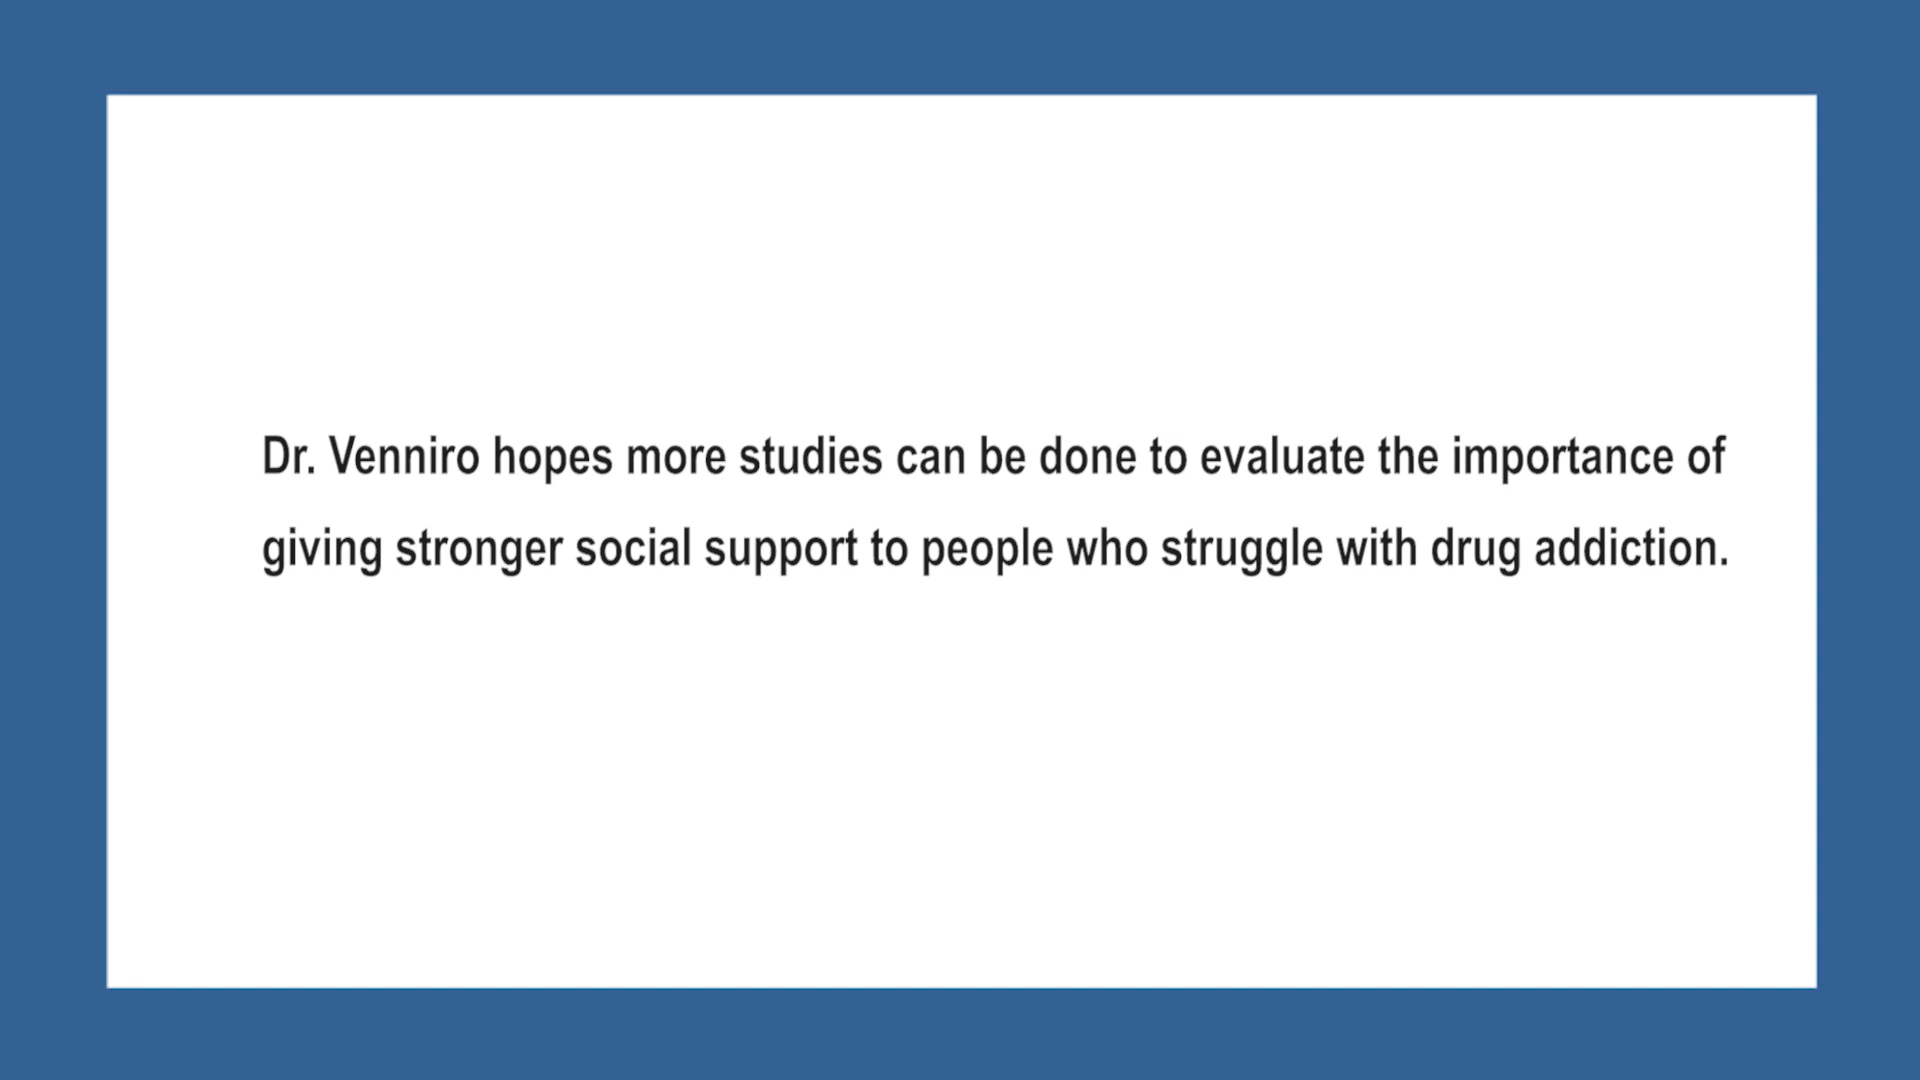 Dr. Venniro hopes more studies can be done to evaluate the importance of
giving stronger social support to people who struggle with drug addiction.